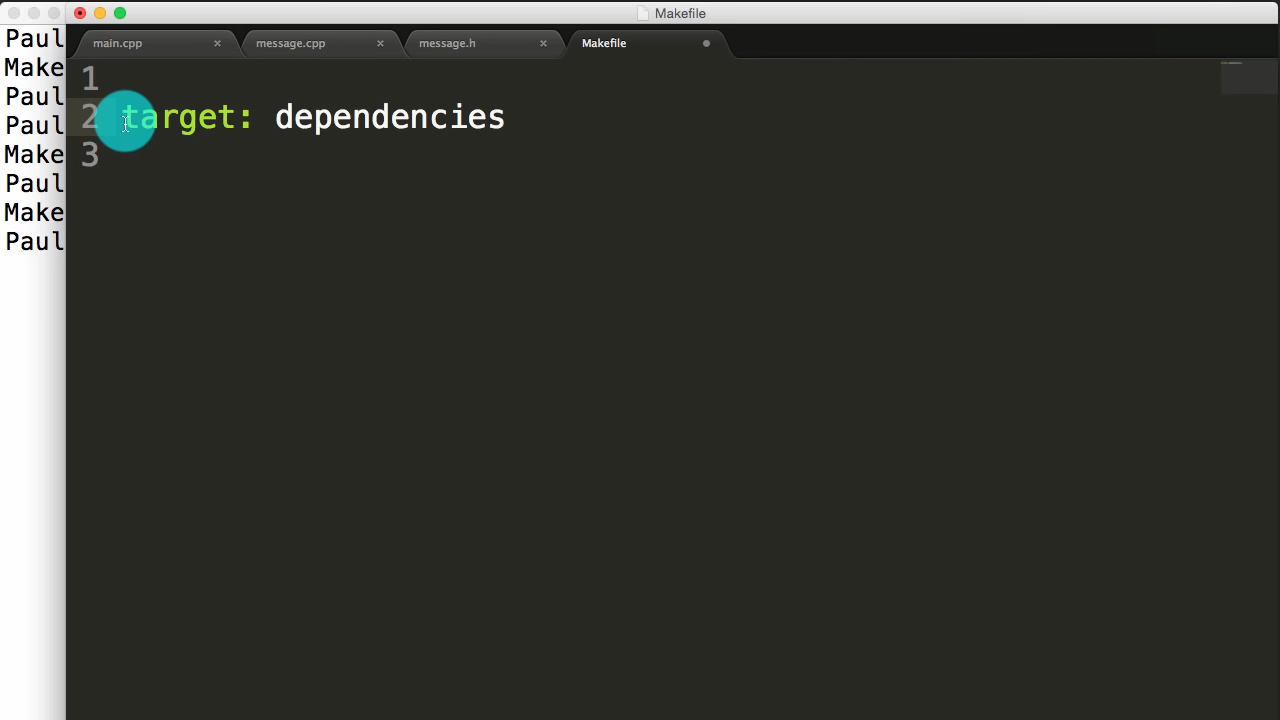 Makefile
main.cpp × message.cpp × message.h × Makefile
Paul
Make
Paul
Paul
Make
Paul
Make
Paul
1
2 target: dependencies
3